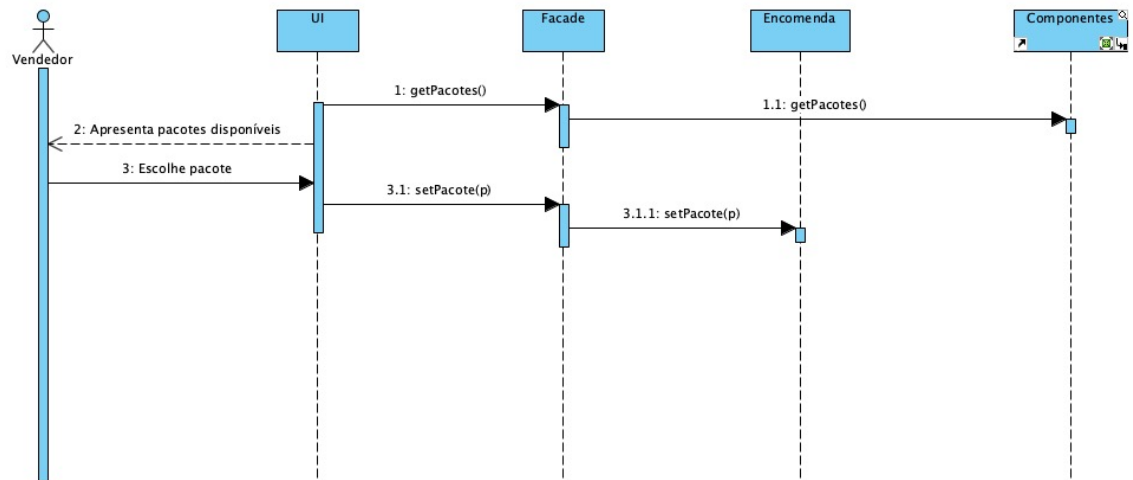 UI
Facade
Encomenda
Componentes
Vendedor
1: getPacotes()
1.1: getPacotes()
2: Apresenta pacotes disponíveis
3: Escolhe pacote
3.1: setPacote(p)
3.1.1: setPacote(p)